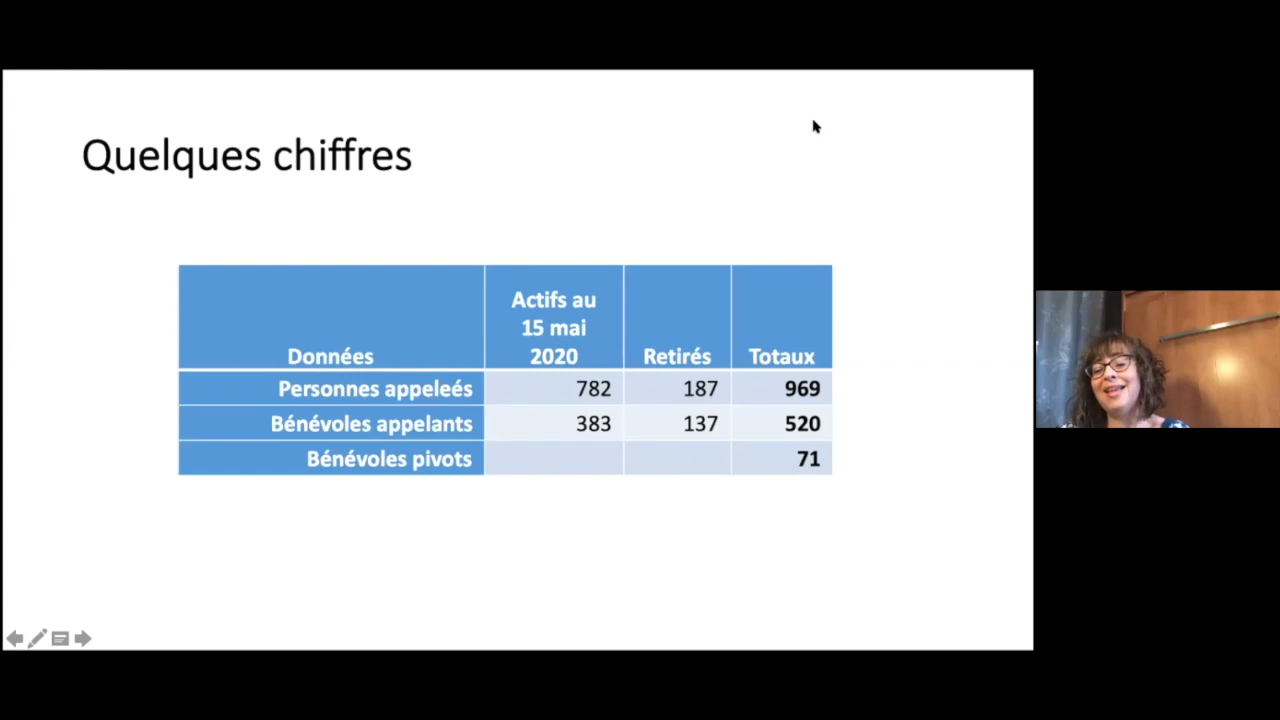 Quelques chiffres
Actifs au
15 mai
Données 2020 Retirés Totaux
Personnes appeleés 782 187 969
Bénévoles appelants 383 137 520
Bénévoles pivots 71